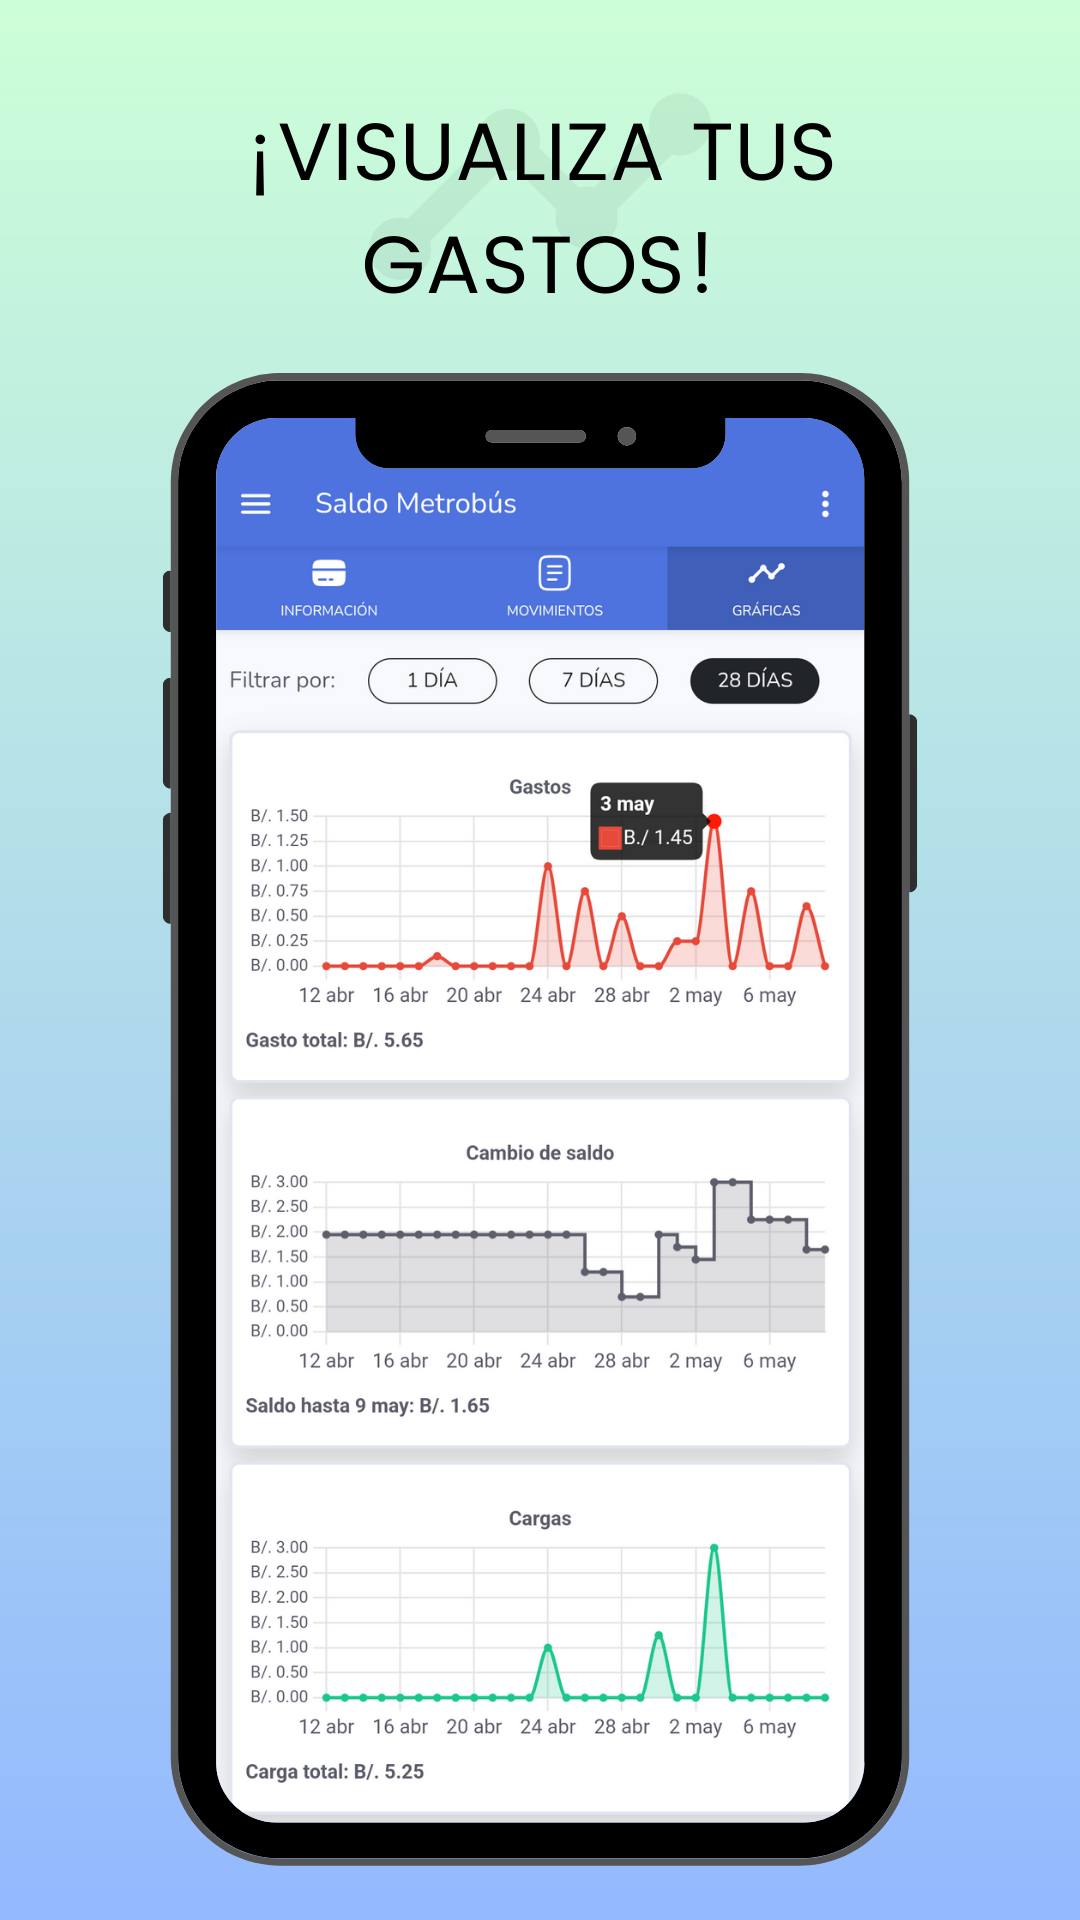 ¡VISUALIZA TUS
GASTOS!
Saldo Metrobús
INFORMACIÓN
MOVIMIENTOS
GRÁFICAS
Filtrar por:
1 DÍA
7 DÍAS
28 DÍAS
Gastos
3 may
B./ 1.45
B/. 1.50
B/. 1.25
B/. 1.00
B/. 0.75
B/. 0.50
B/. 0.25
B/. 0.00
12 abr 16 abr 20 abr 24 abr 28 abr 2 may 6 may
Gasto total: B/. 5.65
Cambio de saldo
B/. 3.00
B/. 2.50
B/. 2.00
B/. 1.50
B/. 1.00
B/. 0.50
B/. 0.00
12 abr 16 abr 20 abr 24 abr 28 abr 2 may 6 may
Saldo hasta 9 may: B/. 1.65
Cargas
B/. 3.00
B/. 2.50
B/. 2.00
B/. 1.50
B/. 1.00
B/. 0.50
B/. 0.00
12 abr 16 abr 20 abr 24 abr 28 abr 2 may 6 may
Carga total: B/. 5.25